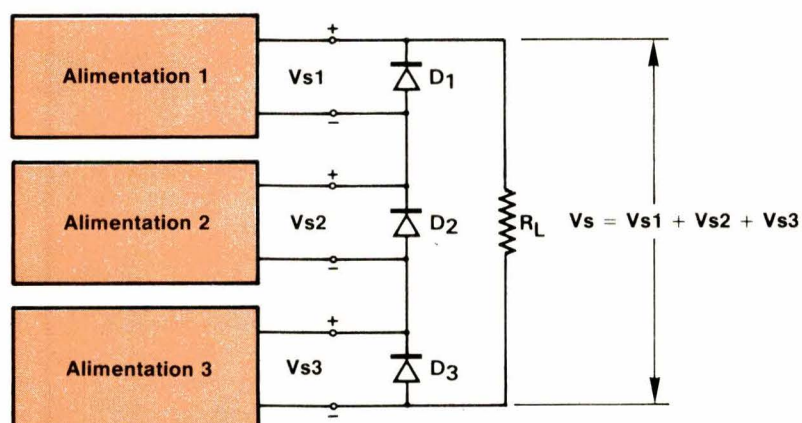 Alimentation 1
+
Vs1
−
D1
Alimentation 2
+
Vs2
−
D2
RL
Vs = Vs1 + Vs2 + Vs3
Alimentation 3
+
Vs3
−
D3